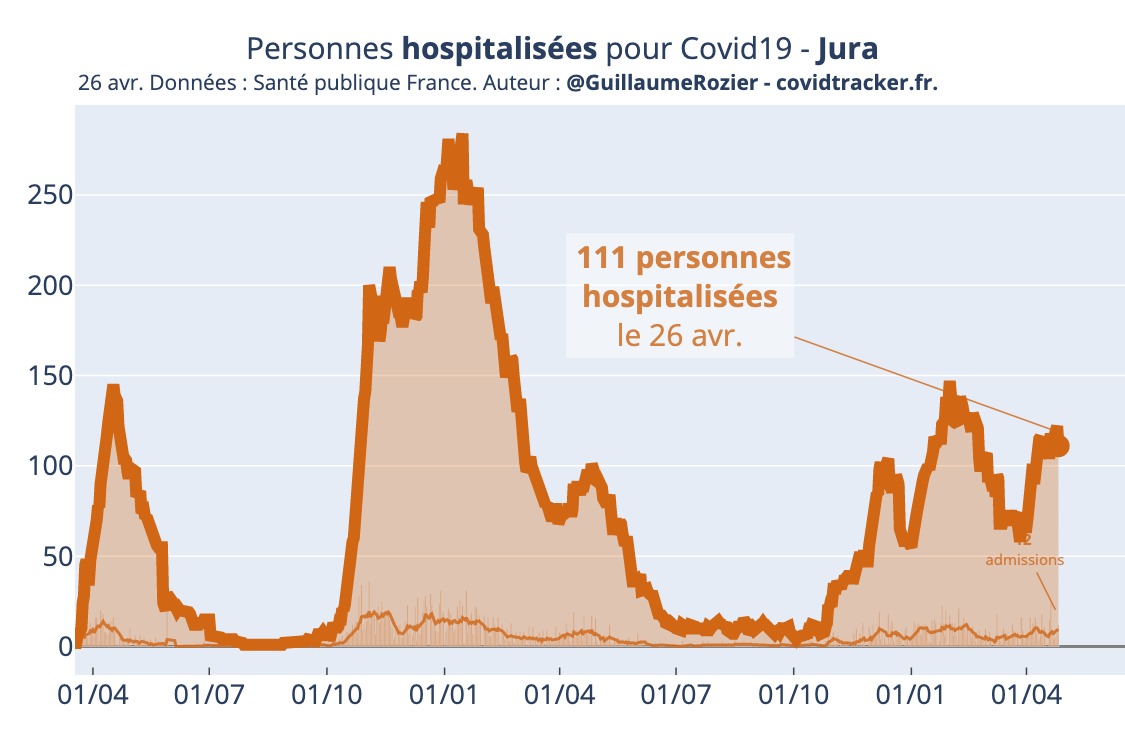 Personnes hospitalisées pour Covid19 - Jura
26 avr. Données : Santé publique France. Auteur : @GuillaumeRozier - covidtracker.fr.
250
200
150
100
50
0
111 personnes
hospitalisées
le 26 avr.
12
admissions
01/04 01/07 01/10 01/01 01/04 01/07 01/10 01/01 01/04